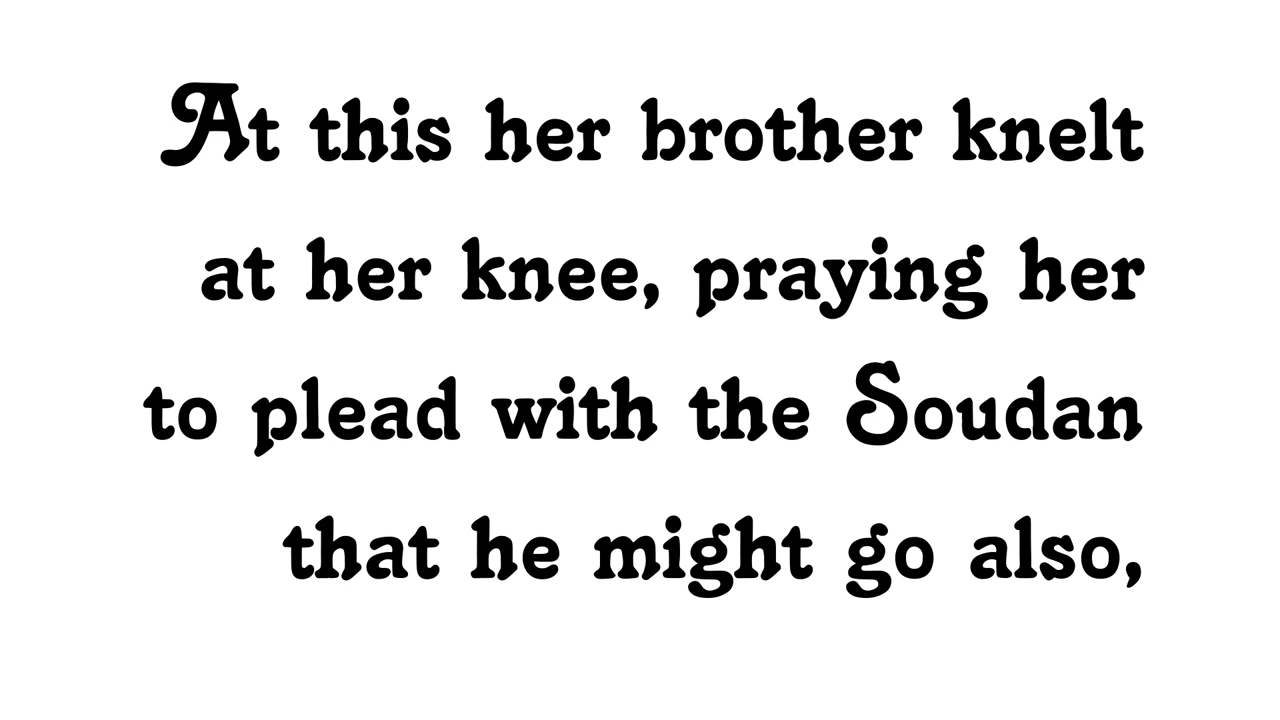 At this her brother knelt
at her knee, praying her
to plead with the Soudan
that he might go also,